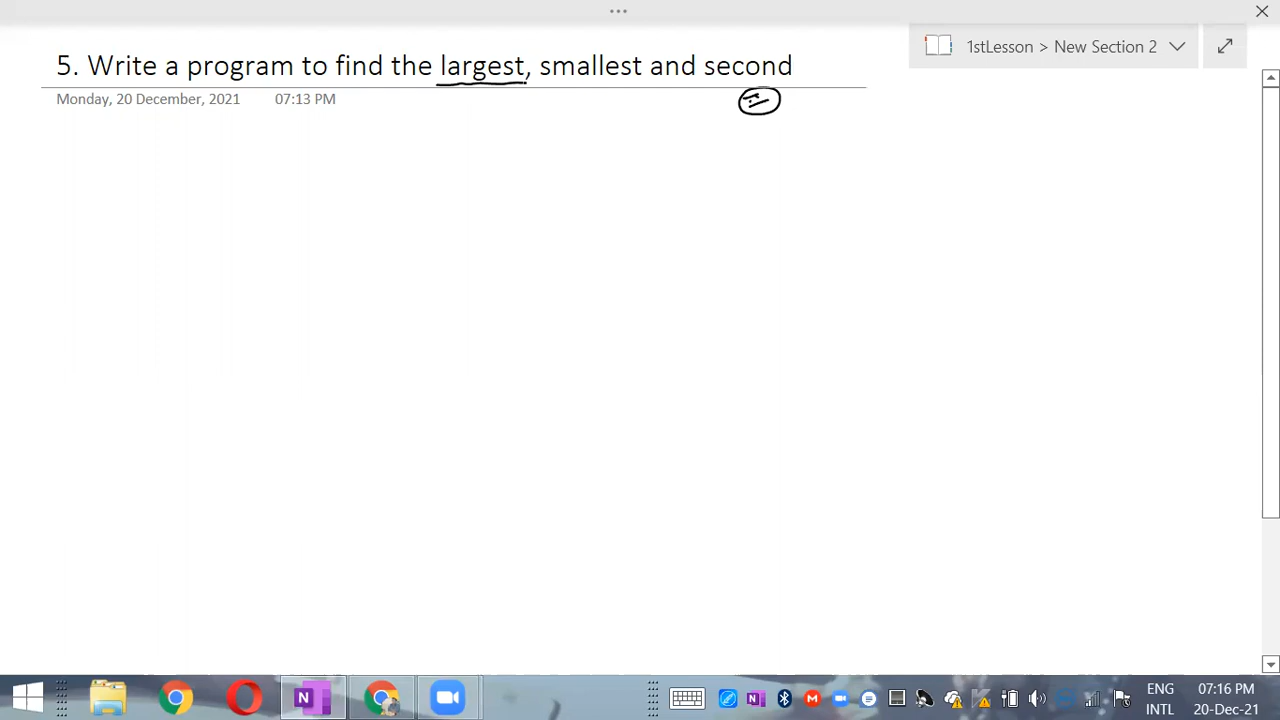 1stLesson > New Section 2
5. Write a program to find the largest, smallest and second
Monday, 20 December, 2021 07:13 PM
ENG 07:16 PM
INTL 20-Dec-21